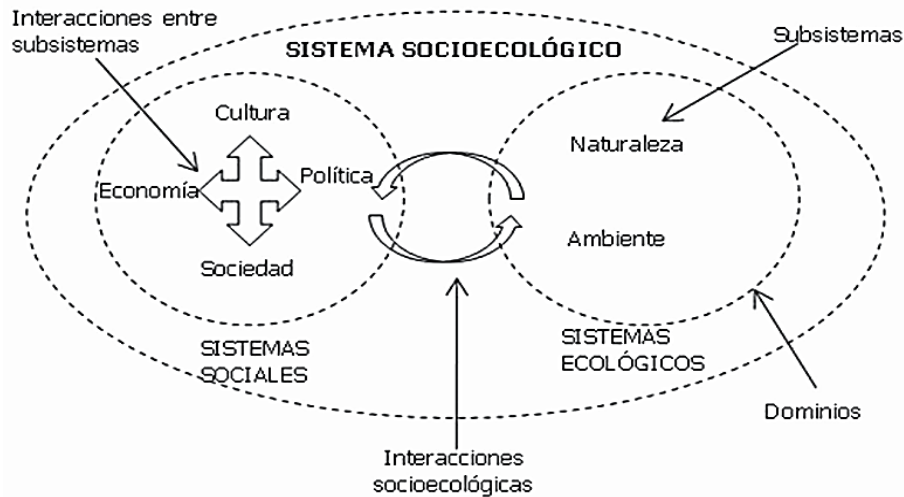 Interacciones entre
subsistemas
SISTEMA SOCIOECOLÓGICO
Subsistemas
Cultura
Naturaleza
Economía
Política
Ambiente
Sociedad
SISTEMAS
SOCIALES
SISTEMAS
ECOLÓGICOS
Dominios
Interacciones
socioecológicas